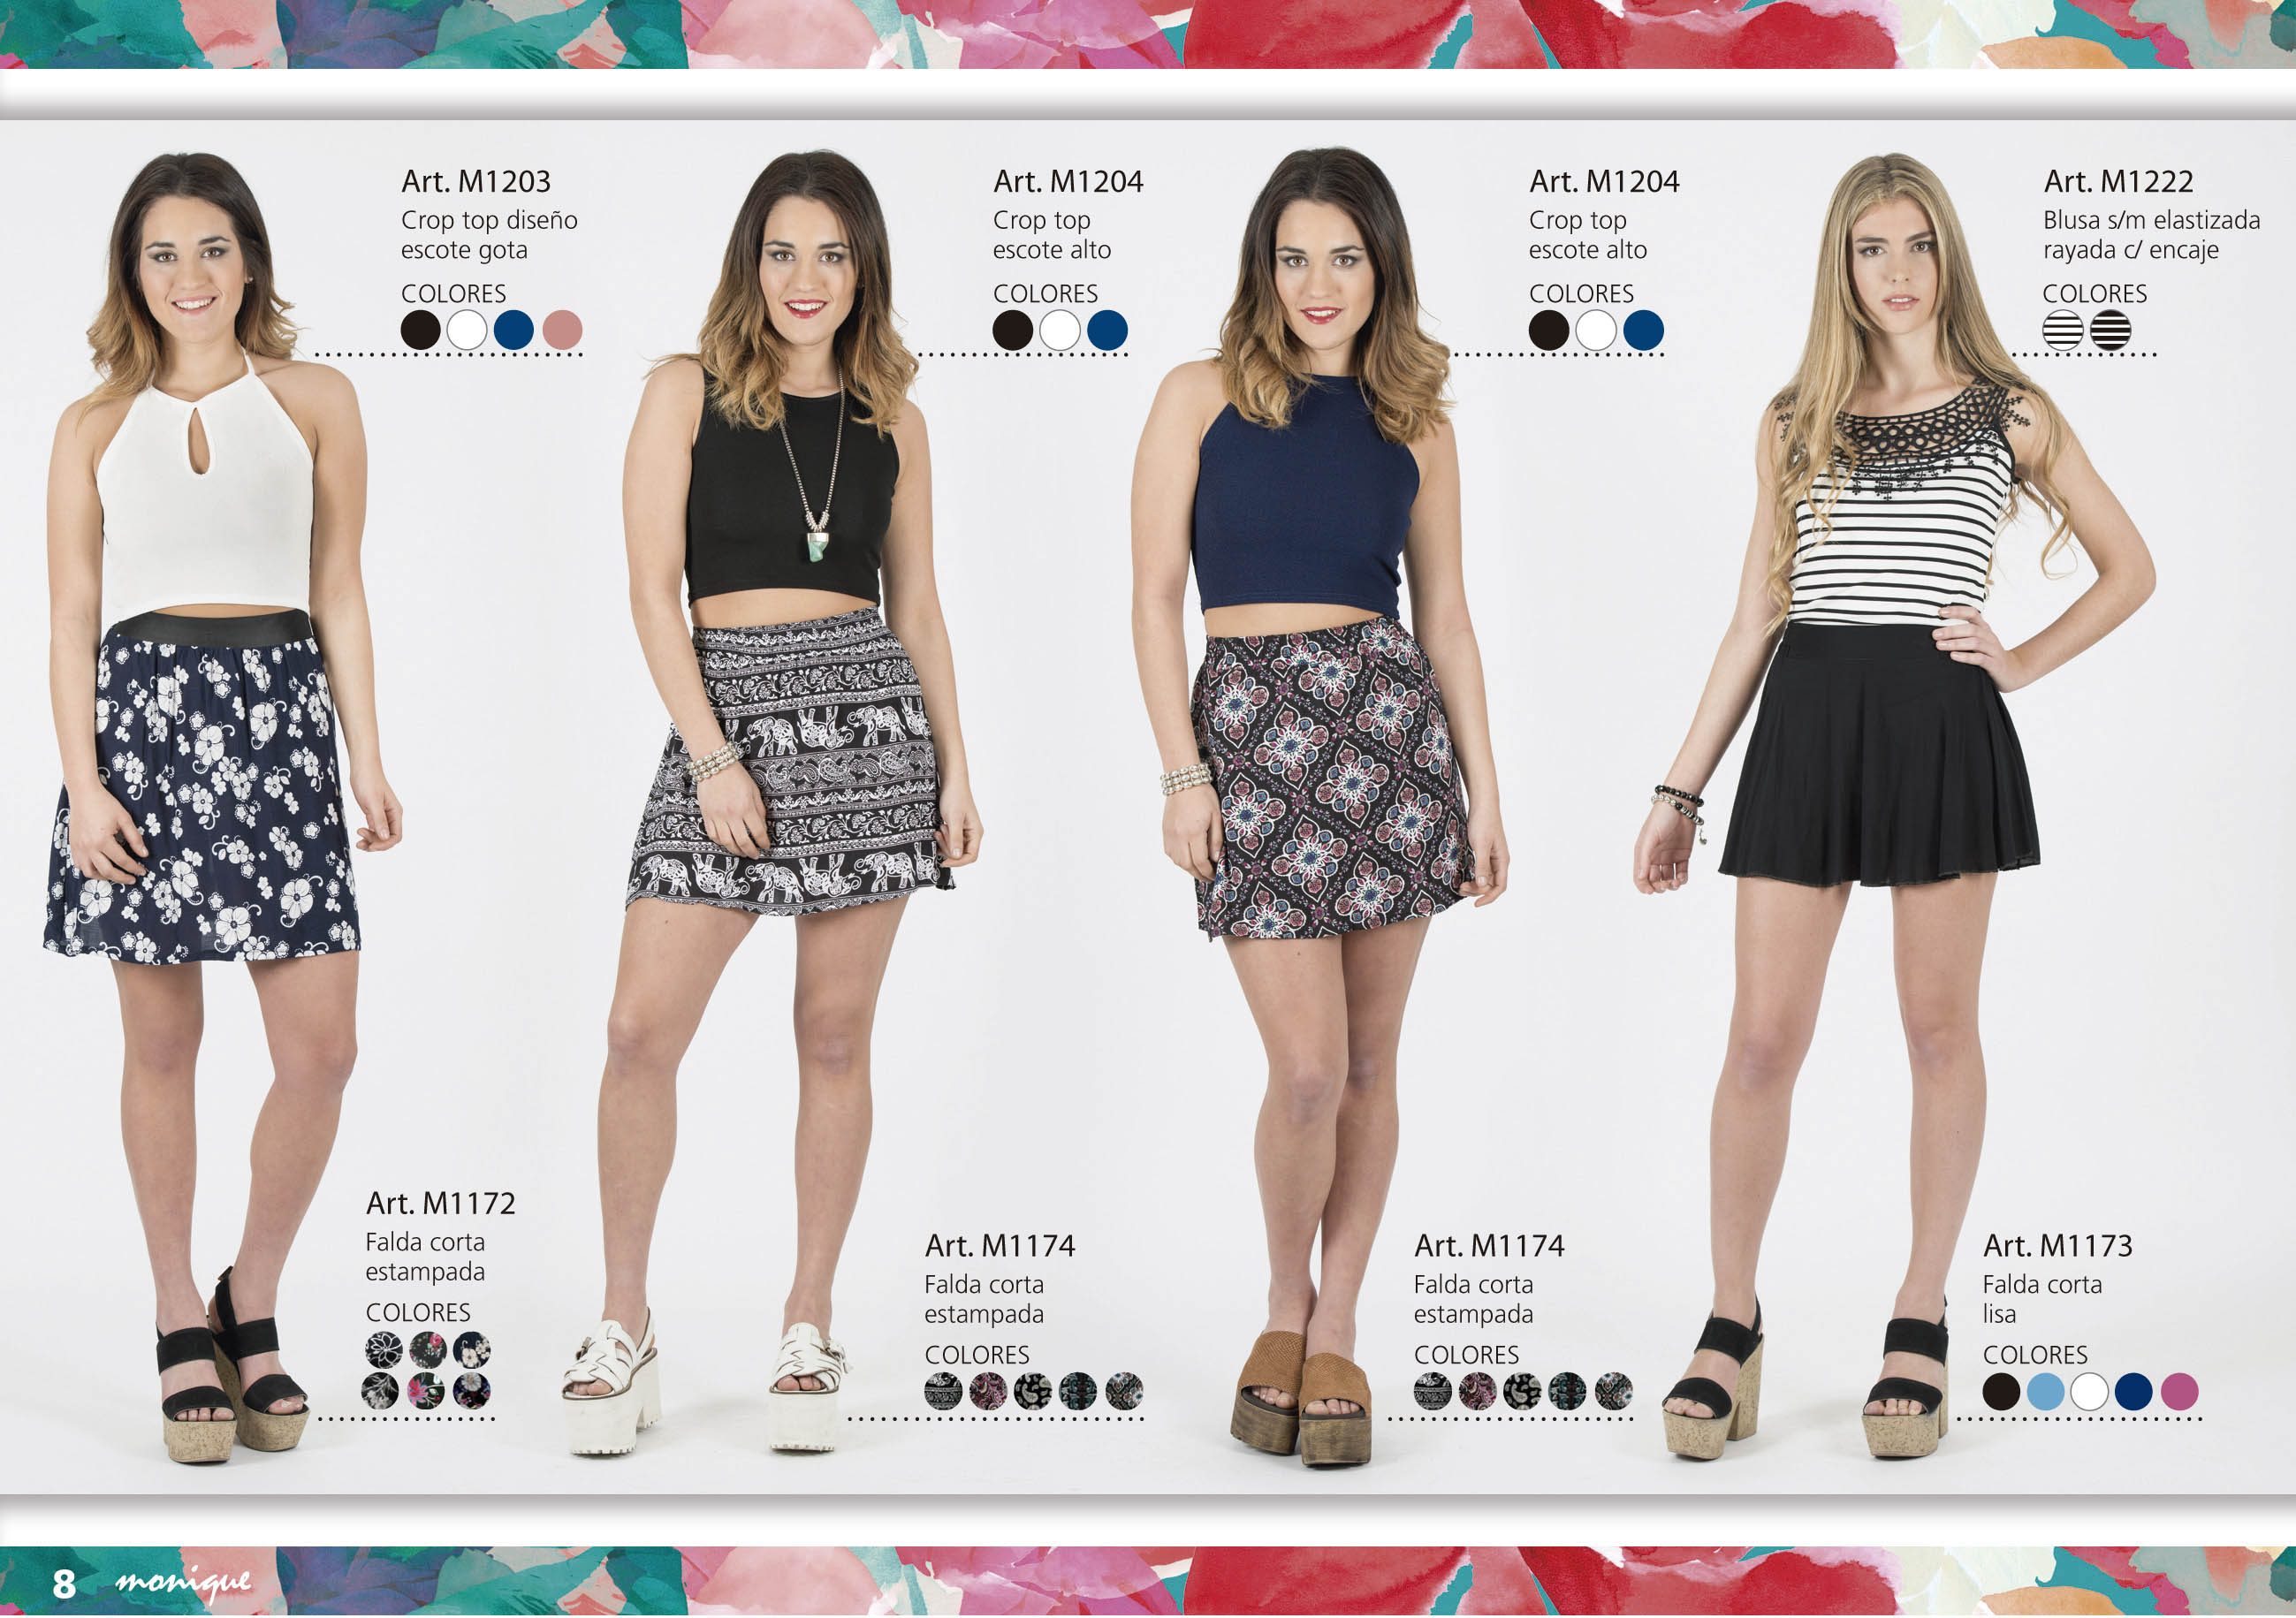 Art. M1203
Crop top diseño
escote gota
COLORES
Art. M1204
Crop top
escote alto
COLORES
Art. M1204
Crop top
escote alto
COLORES
Art. M1222
Blusa s/m elastizada
rayada c/ encaje
COLORES
Art. M1172
Falda corta
estampada
COLORES
Art. M1174
Falda corta
estampada
COLORES
Art. M1174
Falda corta
estampada
COLORES
Art. M1173
Falda corta
lisa
COLORES
8 monique